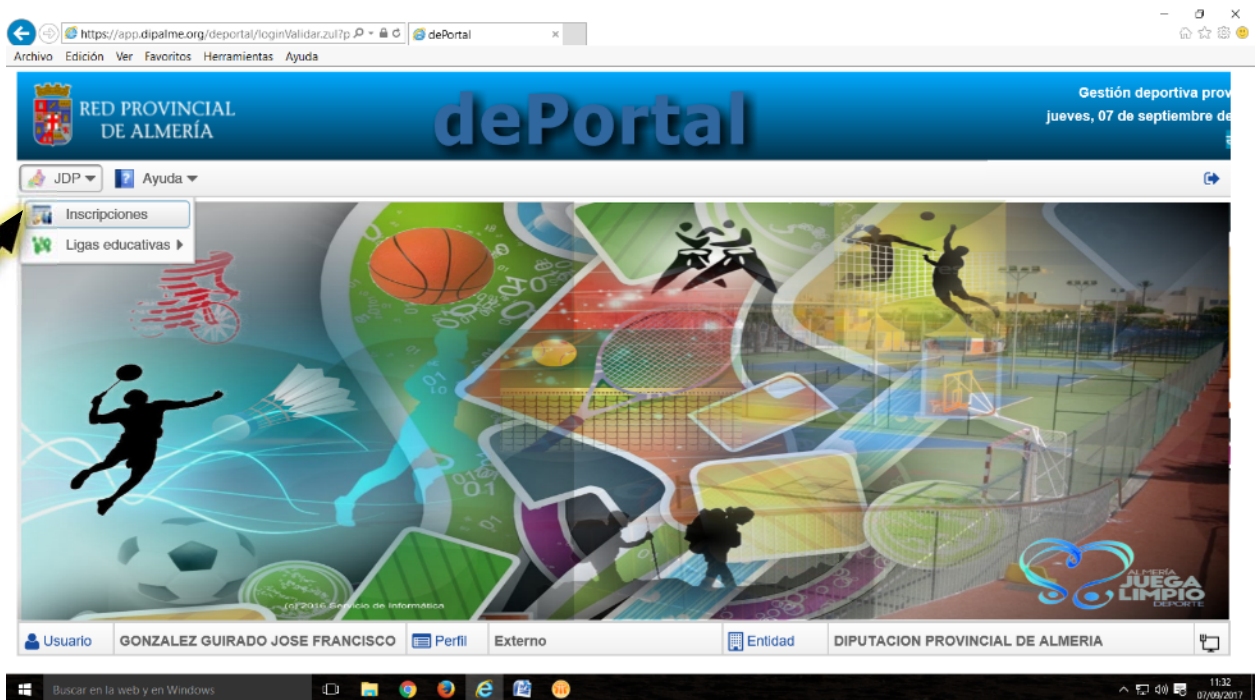 https://app.dipalme.org/deportal/loginValidar.zul?p
dePortal
Archivo Edición Ver Favoritos Herramientas Ayuda
RED PROVINCIAL
DE ALMERÍA
dePortal
Gestión deportiva prov
jueves, 07 de septiembre de
JDP
Ayuda
Inscripciones
Ligas educativas
(c) 2016 Servicio de Informática
ALMERÍA
JUEGA
LIMPIO
DEPORTE
Usuario GONZALEZ GUIRADO JOSE FRANCISCO Perfil Externo Entidad DIPUTACION PROVINCIAL DE ALMERIA
Buscar en la web y en Windows
11:32
07/09/2017